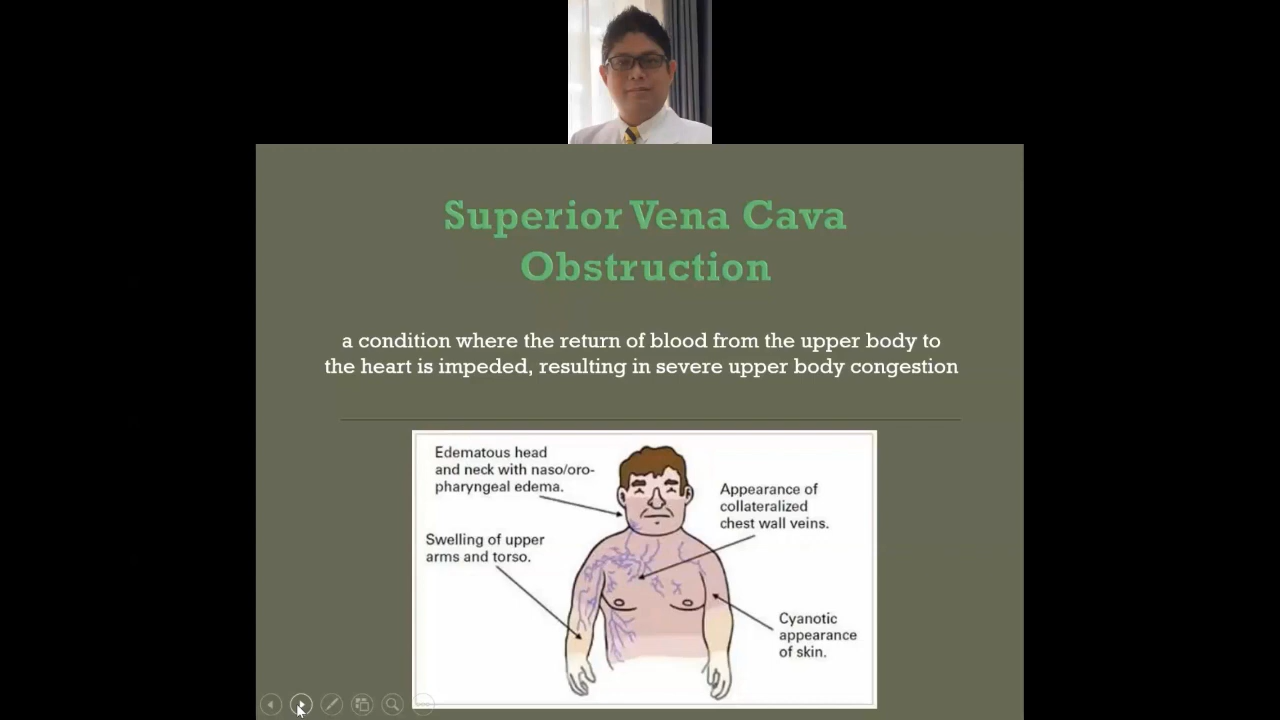 Superior Vena Cava
Obstruction
a condition where the return of blood from the upper body to
the heart is impeded, resulting in severe upper body congestion
Edematous head
and neck with naso/oro-
pharyngeal edema.
Appearance of
collateralized
chest wall veins.
Swelling of upper
arms and torso.
Cyanotic
appearance
of skin.